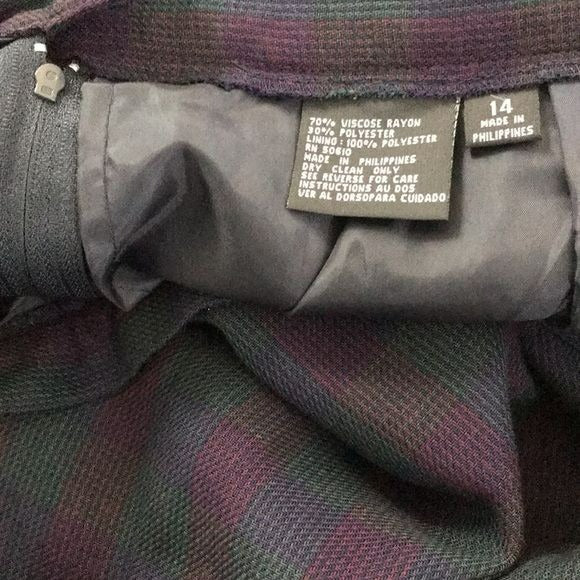 70% VISCOSE RAYON
30% POLYESTER
LINING: 100% POLYESTER
RN 50610
MADE IN PHILIPPINES
DRY CLEAN ONLY
SEE REVERSE FOR CARE
INSTRUCTIONS AU DOS
VER AL DORSOPARA CUIDADO
14
MADE IN
PHILIPPINES